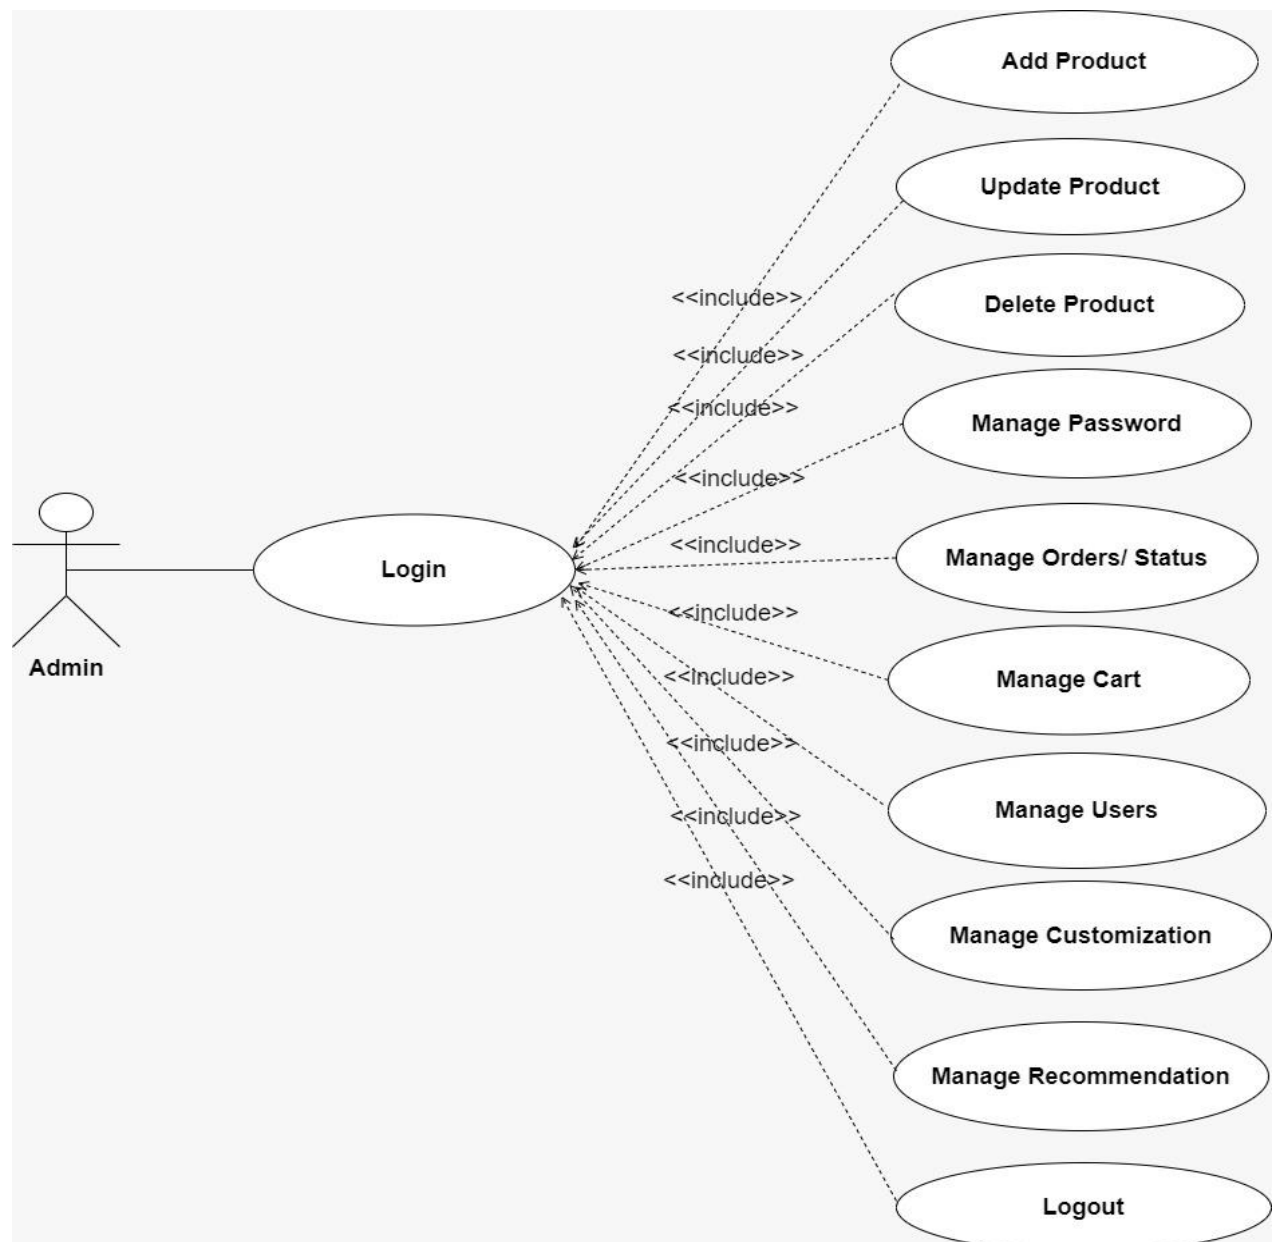 Add Product
Update Product
<<include>>
Delete Product
<<include>>
<<include>>
Manage Password
<<include>>
<<include>>
Manage Orders/ Status
Login
<<include>>
Admin
<<include>>
Manage Cart
<<include>>
Manage Users
<<include>>
<<include>>
Manage Customization
Manage Recommendation
Logout